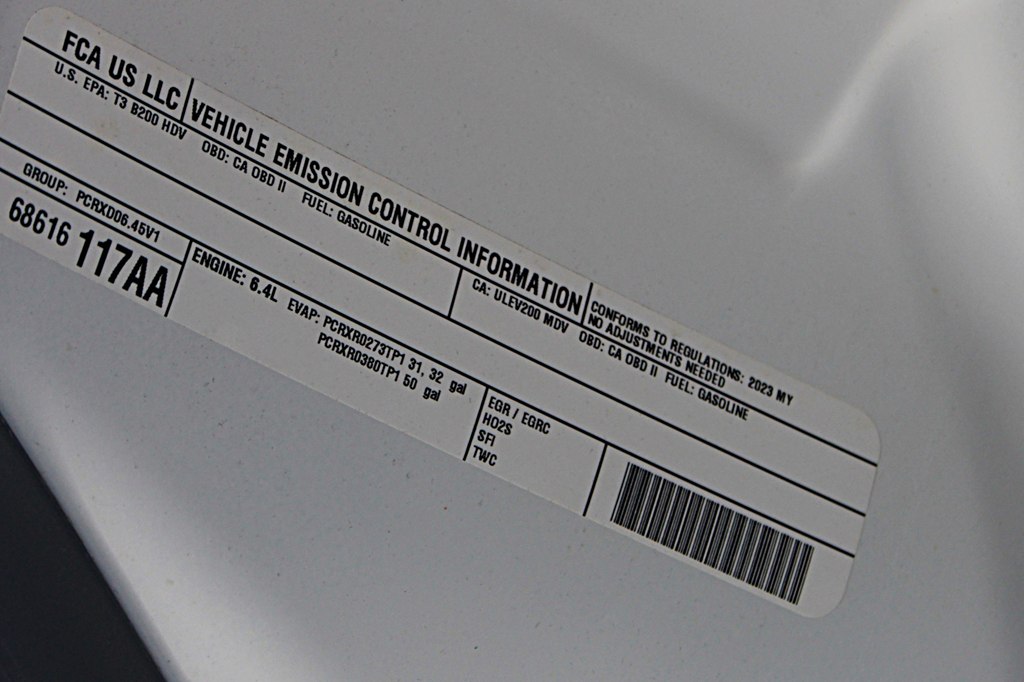 FCA US LLC
VEHICLE EMISSION CONTROL INFORMATION
CONFORMS TO REGULATIONS: 2023 MY
NO ADJUSTMENTS NEEDED
U.S. EPA: T3 B200 HDV OBD: CA OBD II FUEL: GASOLINE
CA: ULEV200 MDV OBD: CA OBD II FUEL: GASOLINE
GROUP: PCRXD06.45V1
68616 117AA
ENGINE: 6.4L EVAP: PCRXR0273TP1 31, 32 gal
PCRXR0380TP1 50 gal
EGR / EGRC
HO2S
SFI
TWC